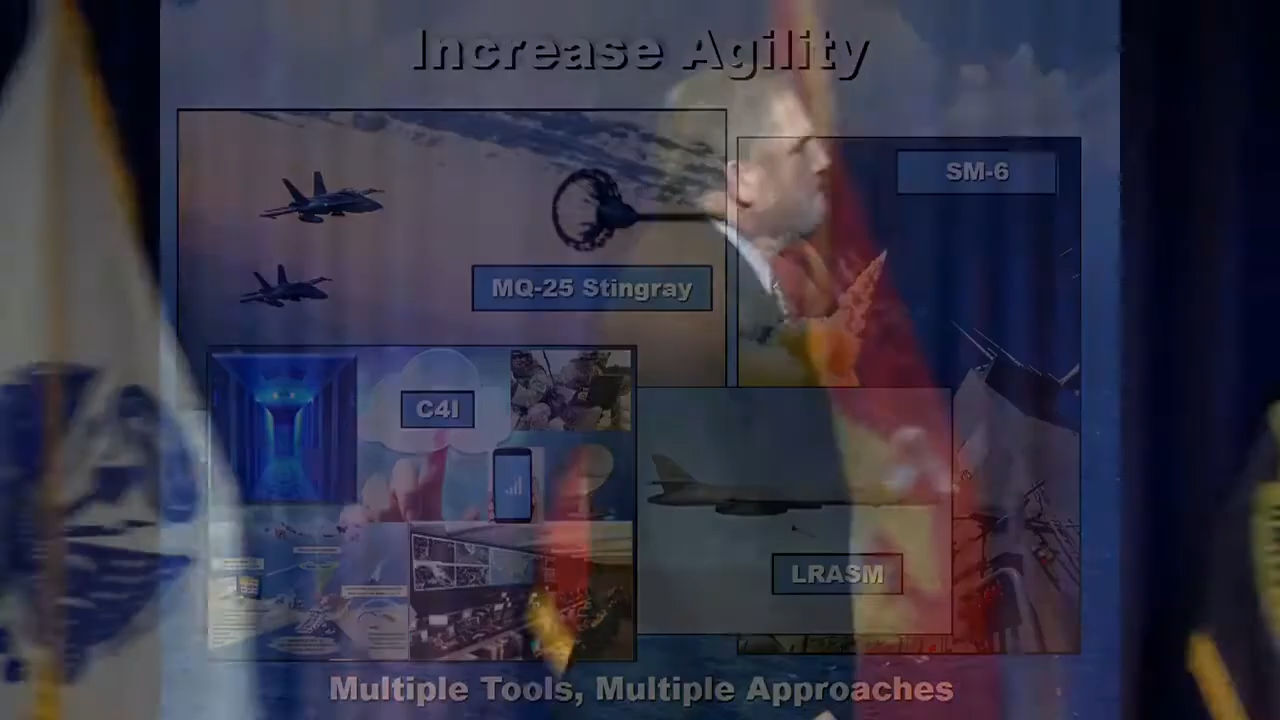 Increase Agility
SM-6
MQ-25 Stingray
C4I
LRASM
Multiple Tools, Multiple Approaches